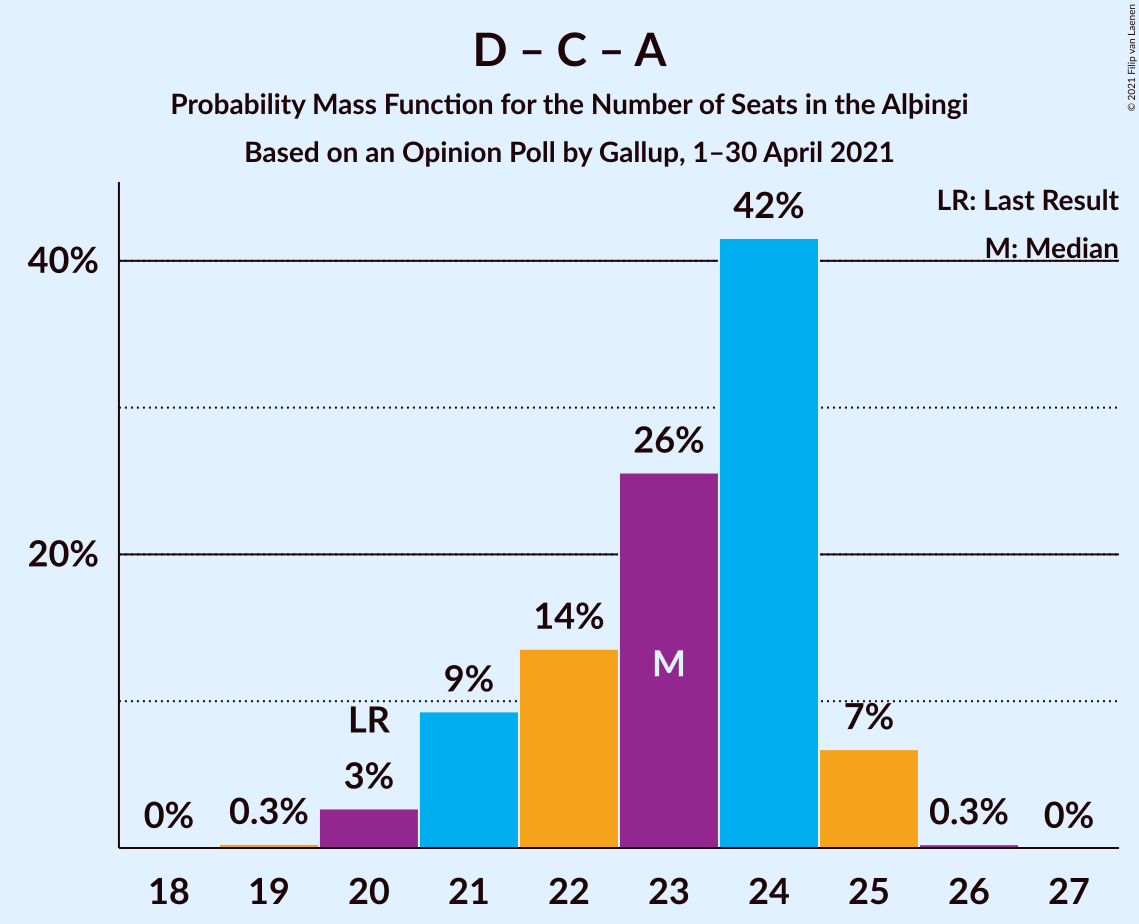 D – C – A
Probability Mass Function for the Number of Seats in the Alþingi
Based on an Opinion Poll by Gallup, 1–30 April 2021
© 2021 Filip van Laenen
LR: Last Result
M: Median
40%
20%
0%
0.3%
LR
3%
9%
14%
26%
M
42%
7%
0.3%
0%
18 19 20 21 22 23 24 25 26 27